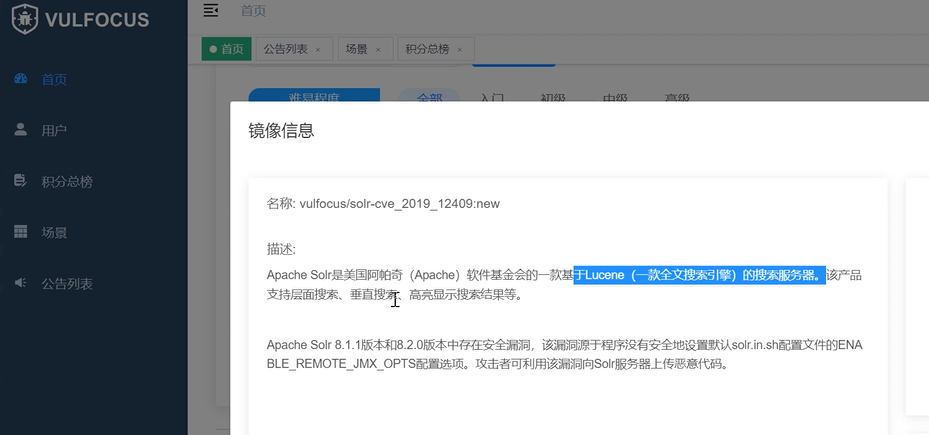 VULFOCUS
首页
首页
公告列表 ×
场景 ×
积分总榜 ×
首页
用户
积分总榜
场景
公告列表
难易程度 全部 入门 初级 中级 高级
镜像信息
名称: vulfocus/solr-cve_2019_12409:new
描述:
Apache Solr是美国阿帕奇（Apache）软件基金会的一款基于Lucene（一款全文搜索引擎）的搜索服务器。该产品
支持层面搜索、垂直搜索、高亮显示搜索结果等。
Apache Solr 8.1.1版本和8.2.0版本中存在安全漏洞，该漏洞源于程序没有安全地设置默认solr.in.sh配置文件的ENA
BLE_REMOTE_JMX_OPTS配置选项。攻击者可利用该漏洞向Solr服务器上传恶意代码。